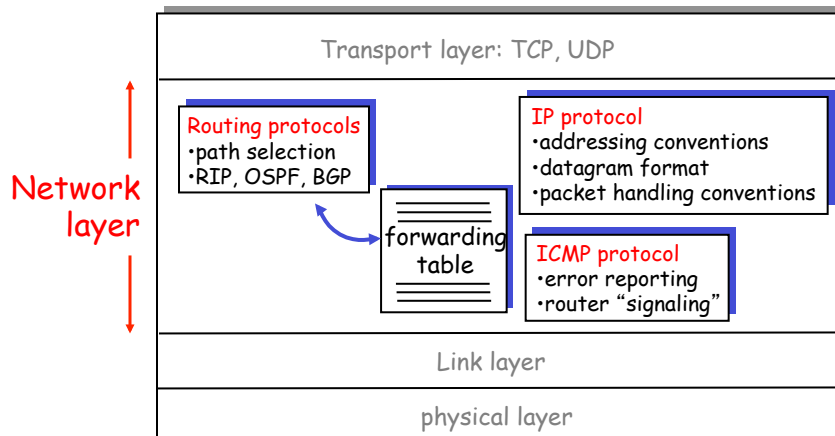 Transport layer: TCP, UDP
Network
layer
Routing protocols
•path selection
•RIP, OSPF, BGP
forwarding
table
IP protocol
•addressing conventions
•datagram format
•packet handling conventions
ICMP protocol
•error reporting
•router “signaling”
Link layer
physical layer